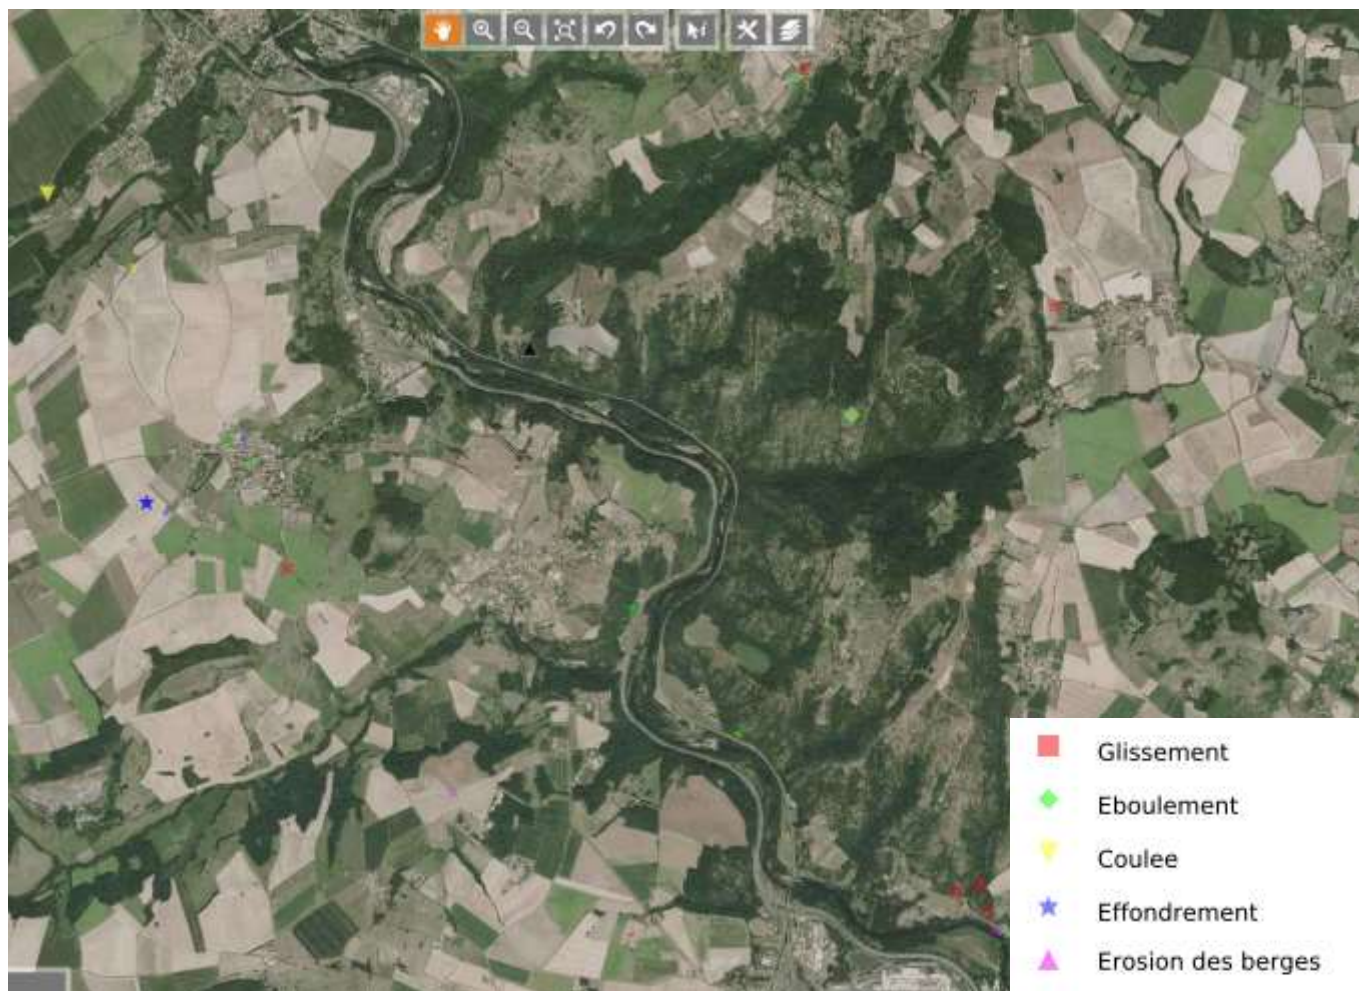 Glissement
Eboulement
Coulee
Effondrement
Erosion des berges